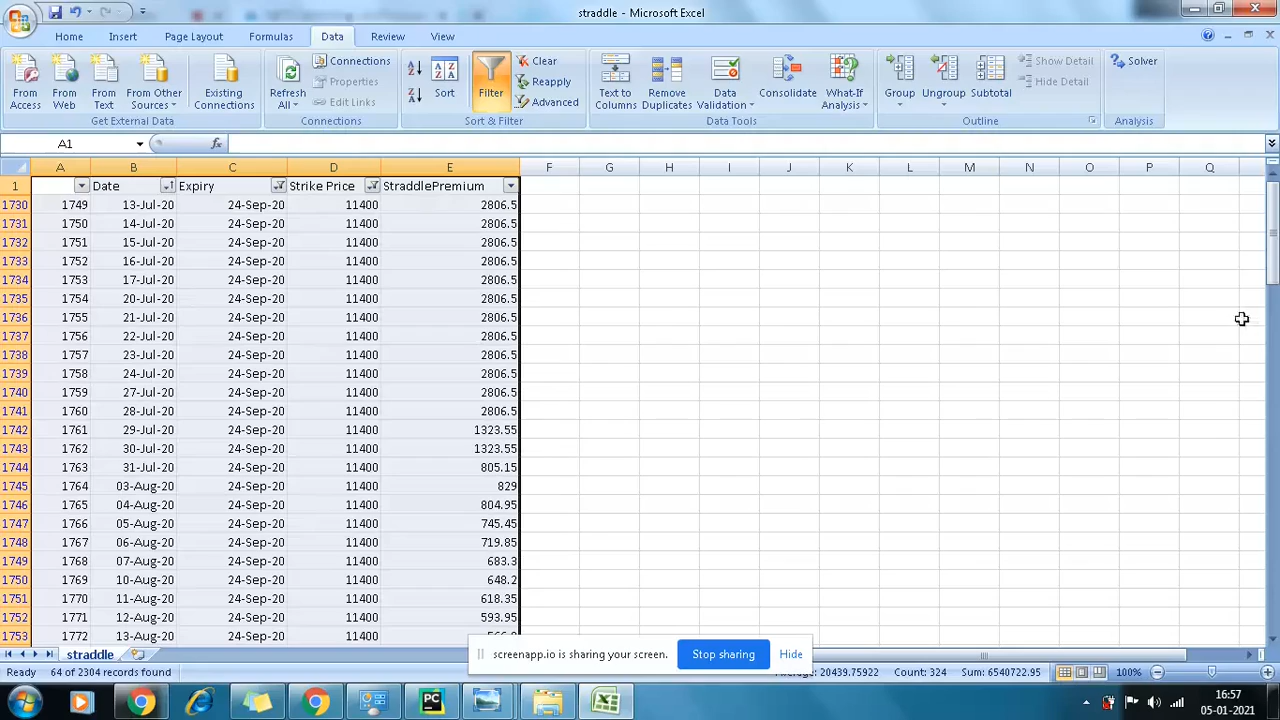 straddle - Microsoft Excel
Home Insert Page Layout Formulas Data Review View
From Access
From Web
From Text
From Other Sources
Existing Connections
Get External Data
Refresh All
Connections
Properties
Edit Links
Connections
Sort
Filter
Clear
Reapply
Advanced
Sort & Filter
Text to Columns
Remove Duplicates
Data Validation
Consolidate
What-If Analysis
Data Tools
Group
Ungroup
Subtotal
Show Detail
Hide Detail
Outline
Solver
Analysis
A1 fx
A B C D E F G H I J K L M N O P Q
1 Date Expiry Strike Price StraddlePremium
1730 1749 13-Jul-20 24-Sep-20 11400 2806.5
1731 1750 14-Jul-20 24-Sep-20 11400 2806.5
1732 1751 15-Jul-20 24-Sep-20 11400 2806.5
1733 1752 16-Jul-20 24-Sep-20 11400 2806.5
1734 1753 17-Jul-20 24-Sep-20 11400 2806.5
1735 1754 20-Jul-20 24-Sep-20 11400 2806.5
1736 1755 21-Jul-20 24-Sep-20 11400 2806.5
1737 1756 22-Jul-20 24-Sep-20 11400 2806.5
1738 1757 23-Jul-20 24-Sep-20 11400 2806.5
1739 1758 24-Jul-20 24-Sep-20 11400 2806.5
1740 1759 27-Jul-20 24-Sep-20 11400 2806.5
1741 1760 28-Jul-20 24-Sep-20 11400 2806.5
1742 1761 29-Jul-20 24-Sep-20 11400 1323.55
1743 1762 30-Jul-20 24-Sep-20 11400 1323.55
1744 1763 31-Jul-20 24-Sep-20 11400 805.15
1745 1764 03-Aug-20 24-Sep-20 11400 829
1746 1765 04-Aug-20 24-Sep-20 11400 804.95
1747 1766 05-Aug-20 24-Sep-20 11400 745.45
1748 1767 06-Aug-20 24-Sep-20 11400 719.85
1749 1768 07-Aug-20 24-Sep-20 11400 683.3
1750 1769 10-Aug-20 24-Sep-20 11400 648.2
1751 1770 11-Aug-20 24-Sep-20 11400 618.35
1752 1771 12-Aug-20 24-Sep-20 11400 593.95
1753 1772 13-Aug-20 24-Sep-20 11400
screenapp.io is sharing your screen. Stop sharing Hide
straddle
Ready 64 of 2304 records found Average: 20439.75922 Count: 324 Sum: 6540722.95 100%
PC
16:57
05-01-2021